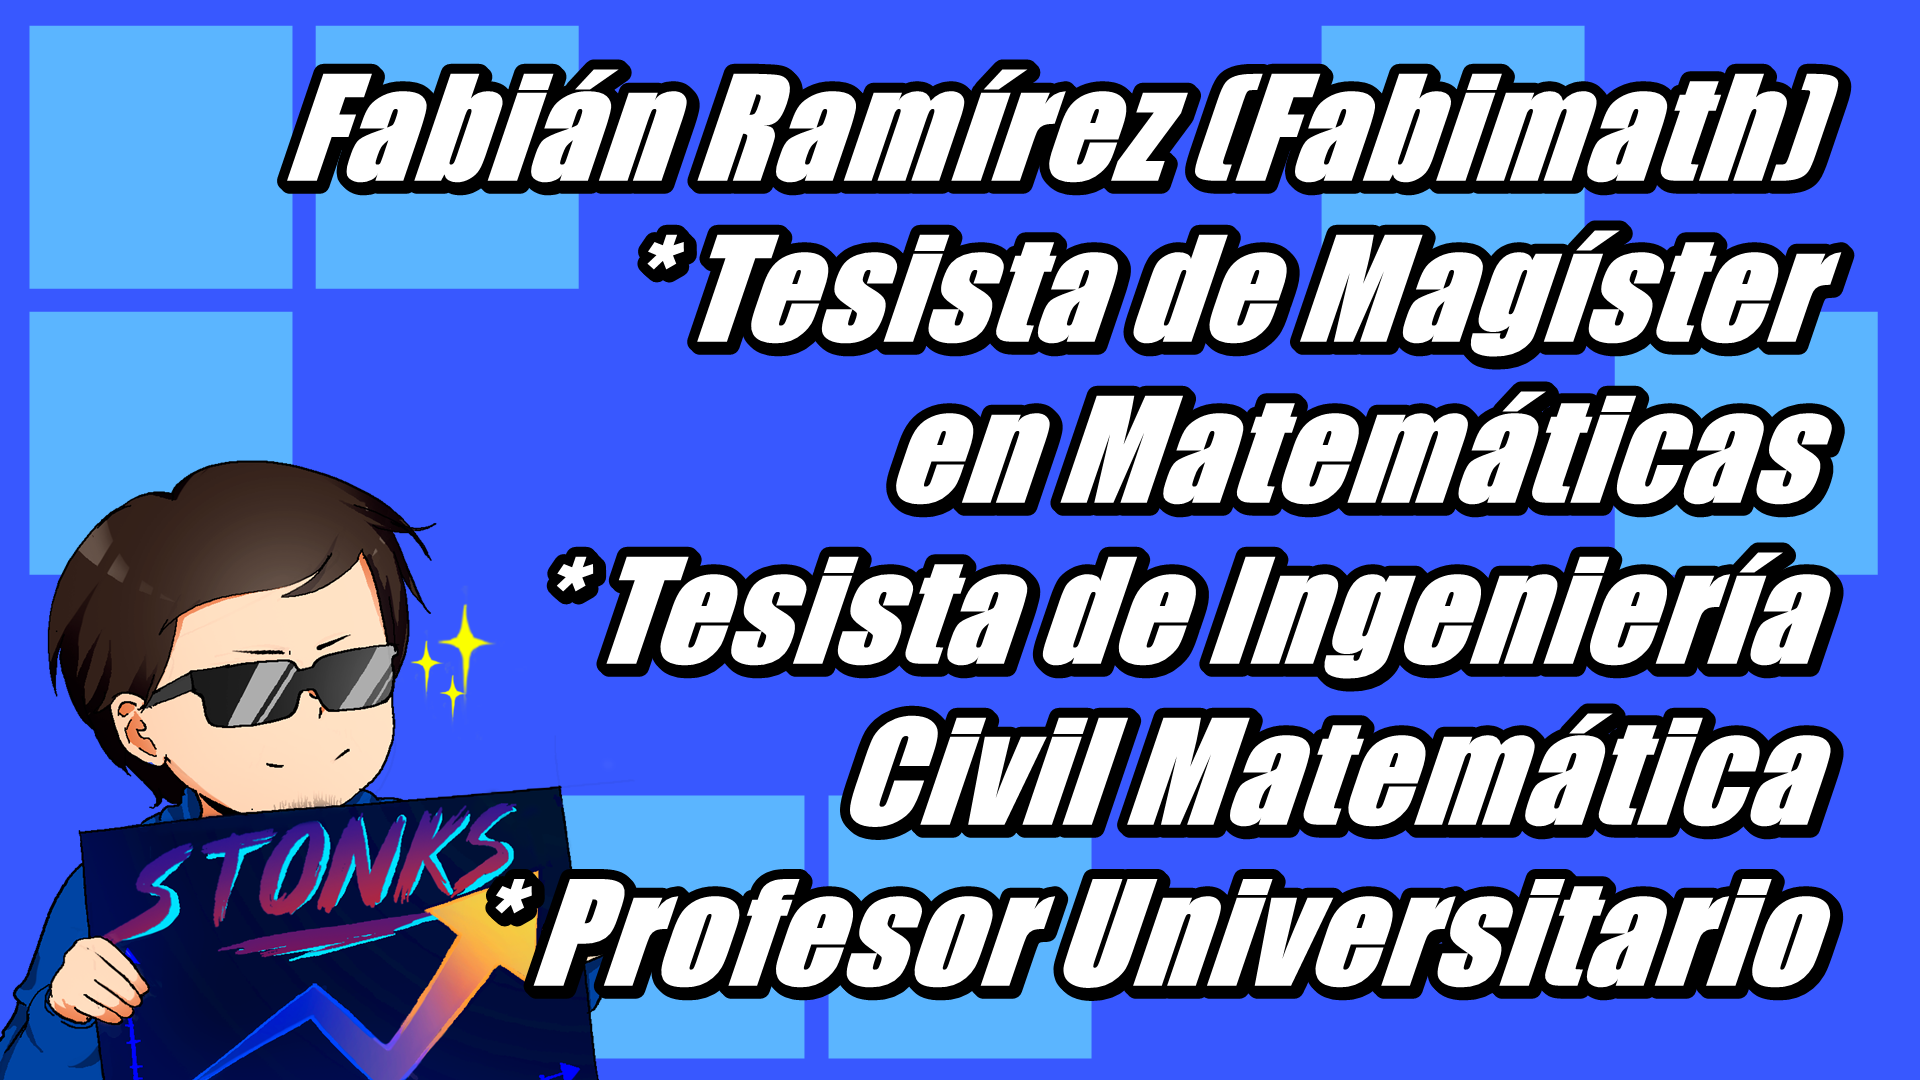 Fabián Ramírez (Fabimath)
* Tesista de Magíster
en Matemáticas
* Tesista de Ingeniería
Civil Matemática
* Profesor Universitario
STONKS